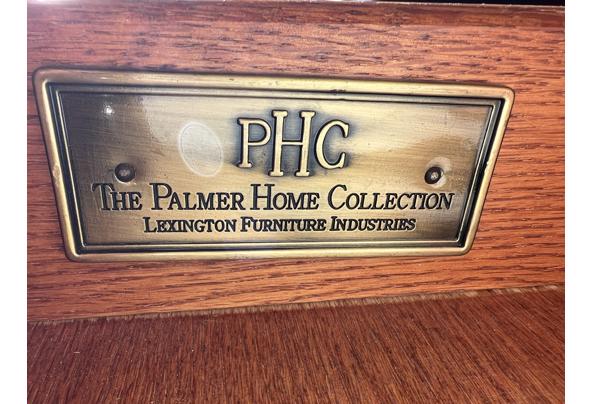 PHC
The Palmer Home Collection
Lexington Furniture Industries